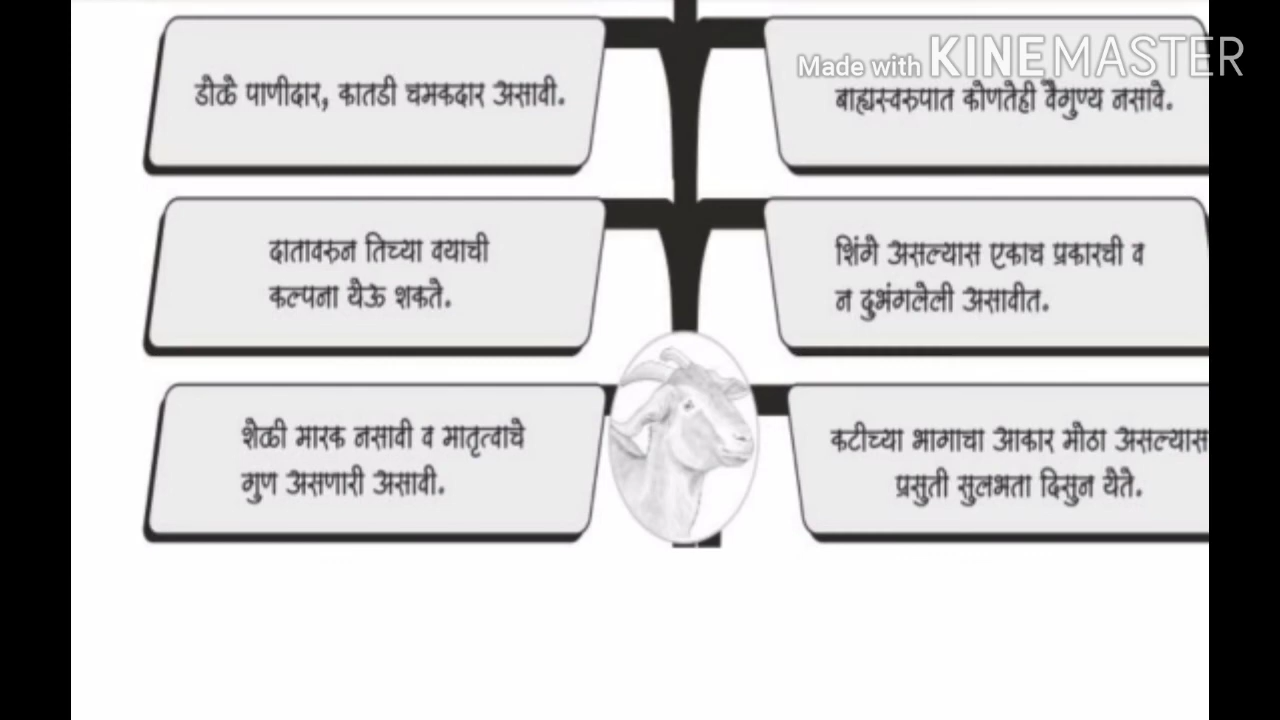 Made with KINEMASTER
डोळे पाणीदार, कातडी चमकदार असावी.
बाह्यस्वरुपात कोणतेही वैगुण्य नसावे.
दातावरुन तिच्या वयाची
कल्पना येऊ शकते.
शिंगे असल्यास एकाच प्रकारची व
न दुभंगलेली असावीत.
शेळी मारक नसावी व मातृत्वाचे
गुण असणारी असावी.
कटीच्या भागाचा आकार मोठा असल्यास
प्रसुती सुलभता दिसुन येते.